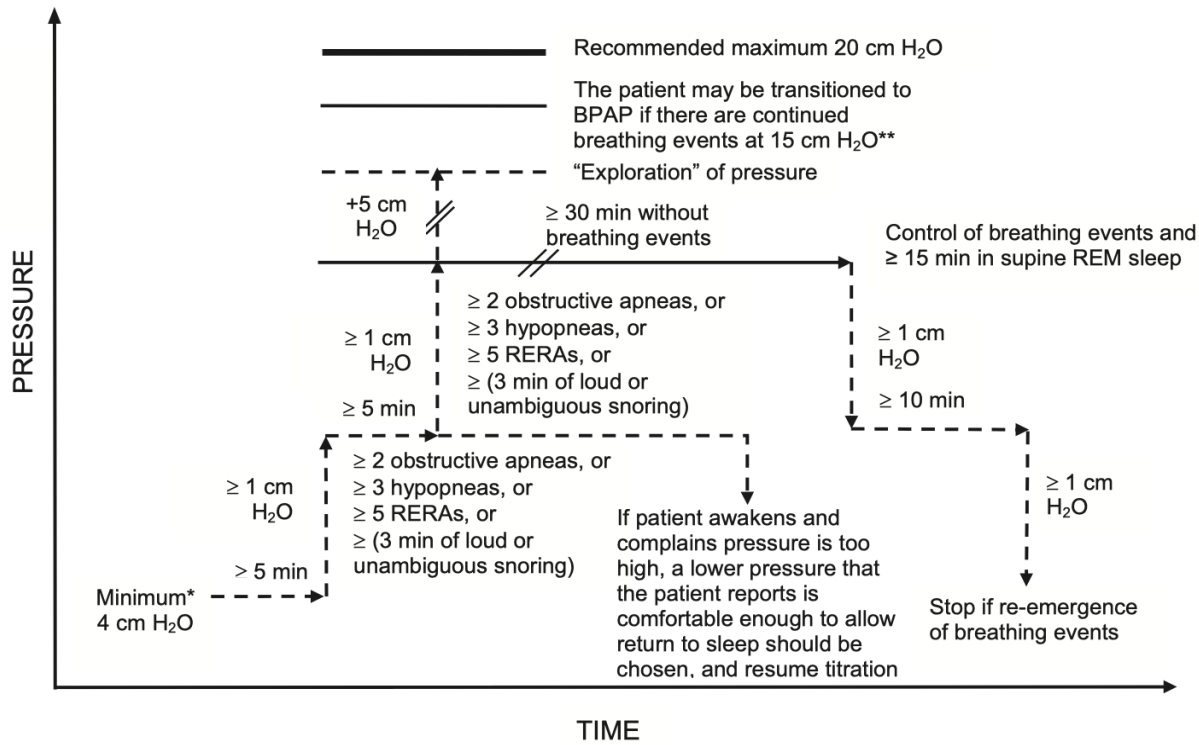 Recommended maximum 20 cm H₂O
The patient may be transitioned to
BPAP if there are continued
breathing events at 15 cm H₂O**
“Exploration” of pressure
+5 cm
H₂O
≥ 30 min without
breathing events
Control of breathing events and
≥ 15 min in supine REM sleep
≥ 1 cm
H₂O
≥ 2 obstructive apneas, or
≥ 3 hypopneas, or
≥ 5 RERAs, or
≥ (3 min of loud or
unambiguous snoring)
≥ 1 cm
H₂O
≥ 10 min
≥ 5 min
≥ 1 cm
H₂O
≥ 2 obstructive apneas, or
≥ 3 hypopneas, or
≥ 5 RERAs, or
≥ (3 min of loud or
unambiguous snoring)
≥ 1 cm
H₂O
If patient awakens and
complains pressure is too
high, a lower pressure that
the patient reports is
comfortable enough to allow
return to sleep should be
chosen, and resume titration
≥ 5 min
Minimum*
4 cm H₂O
Stop if re-emergence
of breathing events
PRESSURE
TIME